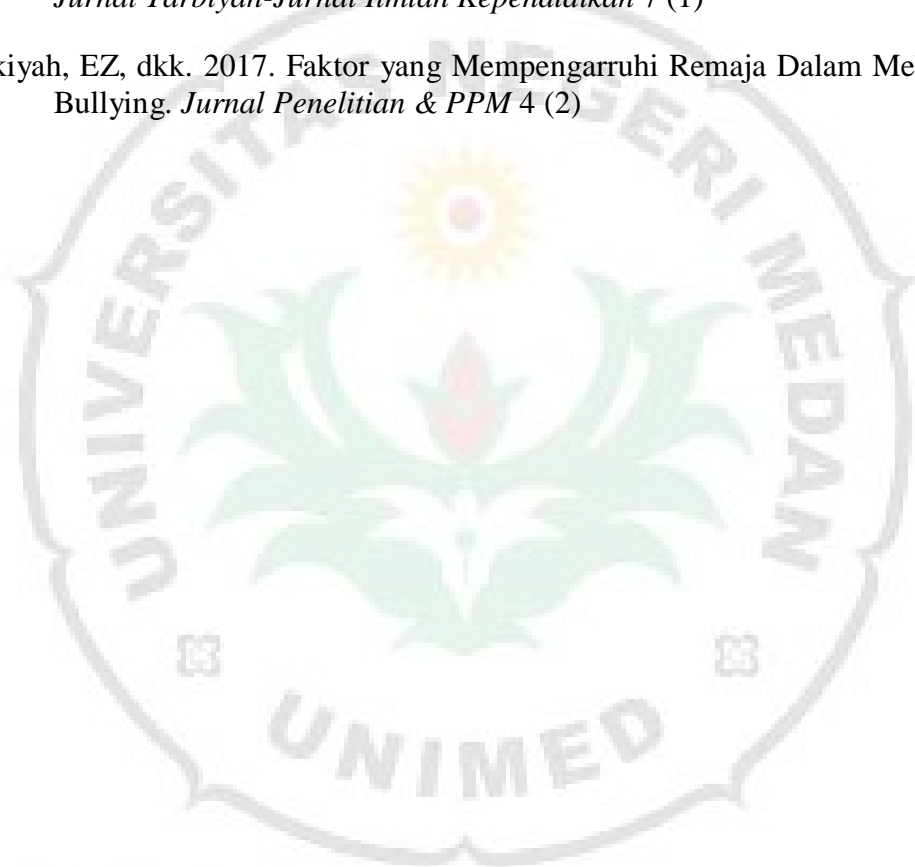 Jurnal Tarbiyah-Jurnal Ilmiah Kependidikan 7 (1)
kiyah, EZ, dkk. 2017. Faktor yang Mempengarruhi Remaja Dalam Me
Bullying. Jurnal Penelitian & PPM 4 (2)
UNIVERSITAS NEGERI MEDAN
UNIMED